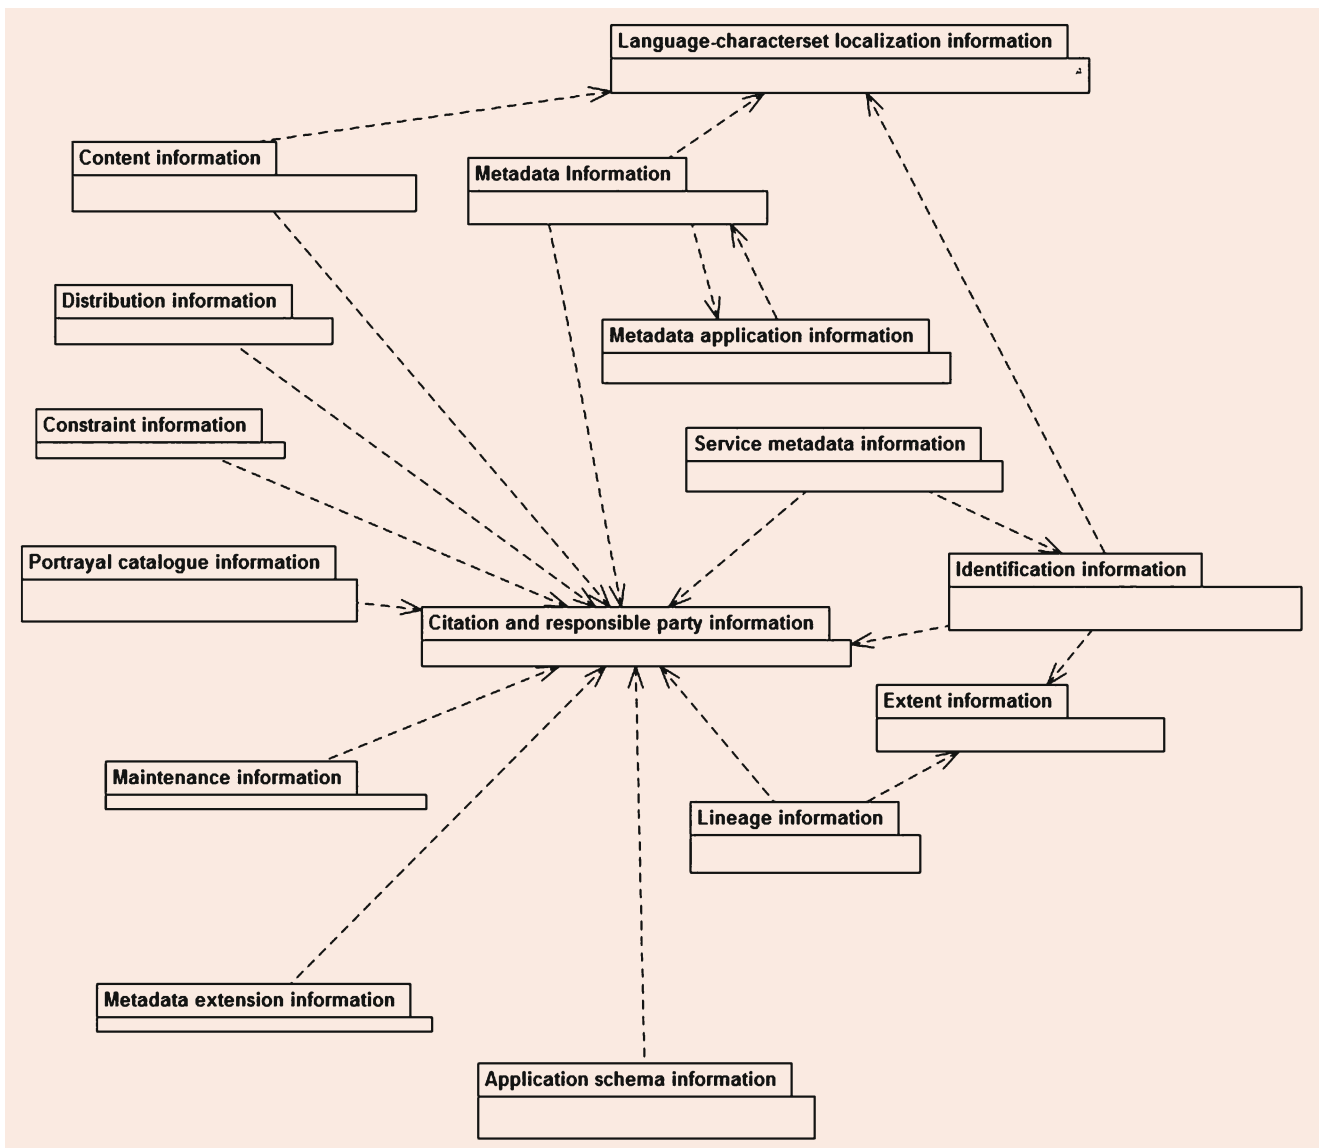 Language-characterset localization information
Content information
Metadata Information
Distribution information
Metadata application information
Constraint information
Service metadata information
Portrayal catalogue information
Identification information
Citation and responsible party information
Extent information
Maintenance information
Lineage information
Metadata extension information
Application schema information